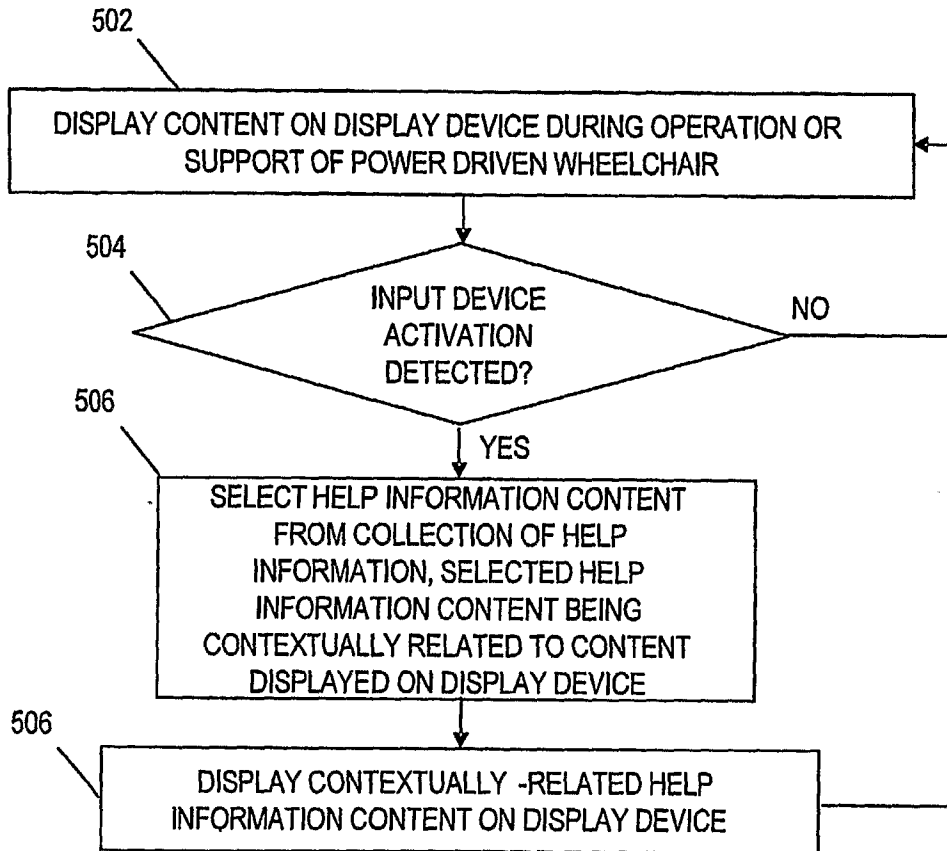 502
DISPLAY CONTENT ON DISPLAY DEVICE DURING OPERATION OR
SUPPORT OF POWER DRIVEN WHEELCHAIR
504
INPUT DEVICE
ACTIVATION
DETECTED?
NO
YES
506
SELECT HELP INFORMATION CONTENT
FROM COLLECTION OF HELP
INFORMATION, SELECTED HELP
INFORMATION CONTENT BEING
CONTEXTUALLY RELATED TO CONTENT
DISPLAYED ON DISPLAY DEVICE
506
DISPLAY CONTEXTUALLY -RELATED HELP
INFORMATION CONTENT ON DISPLAY DEVICE